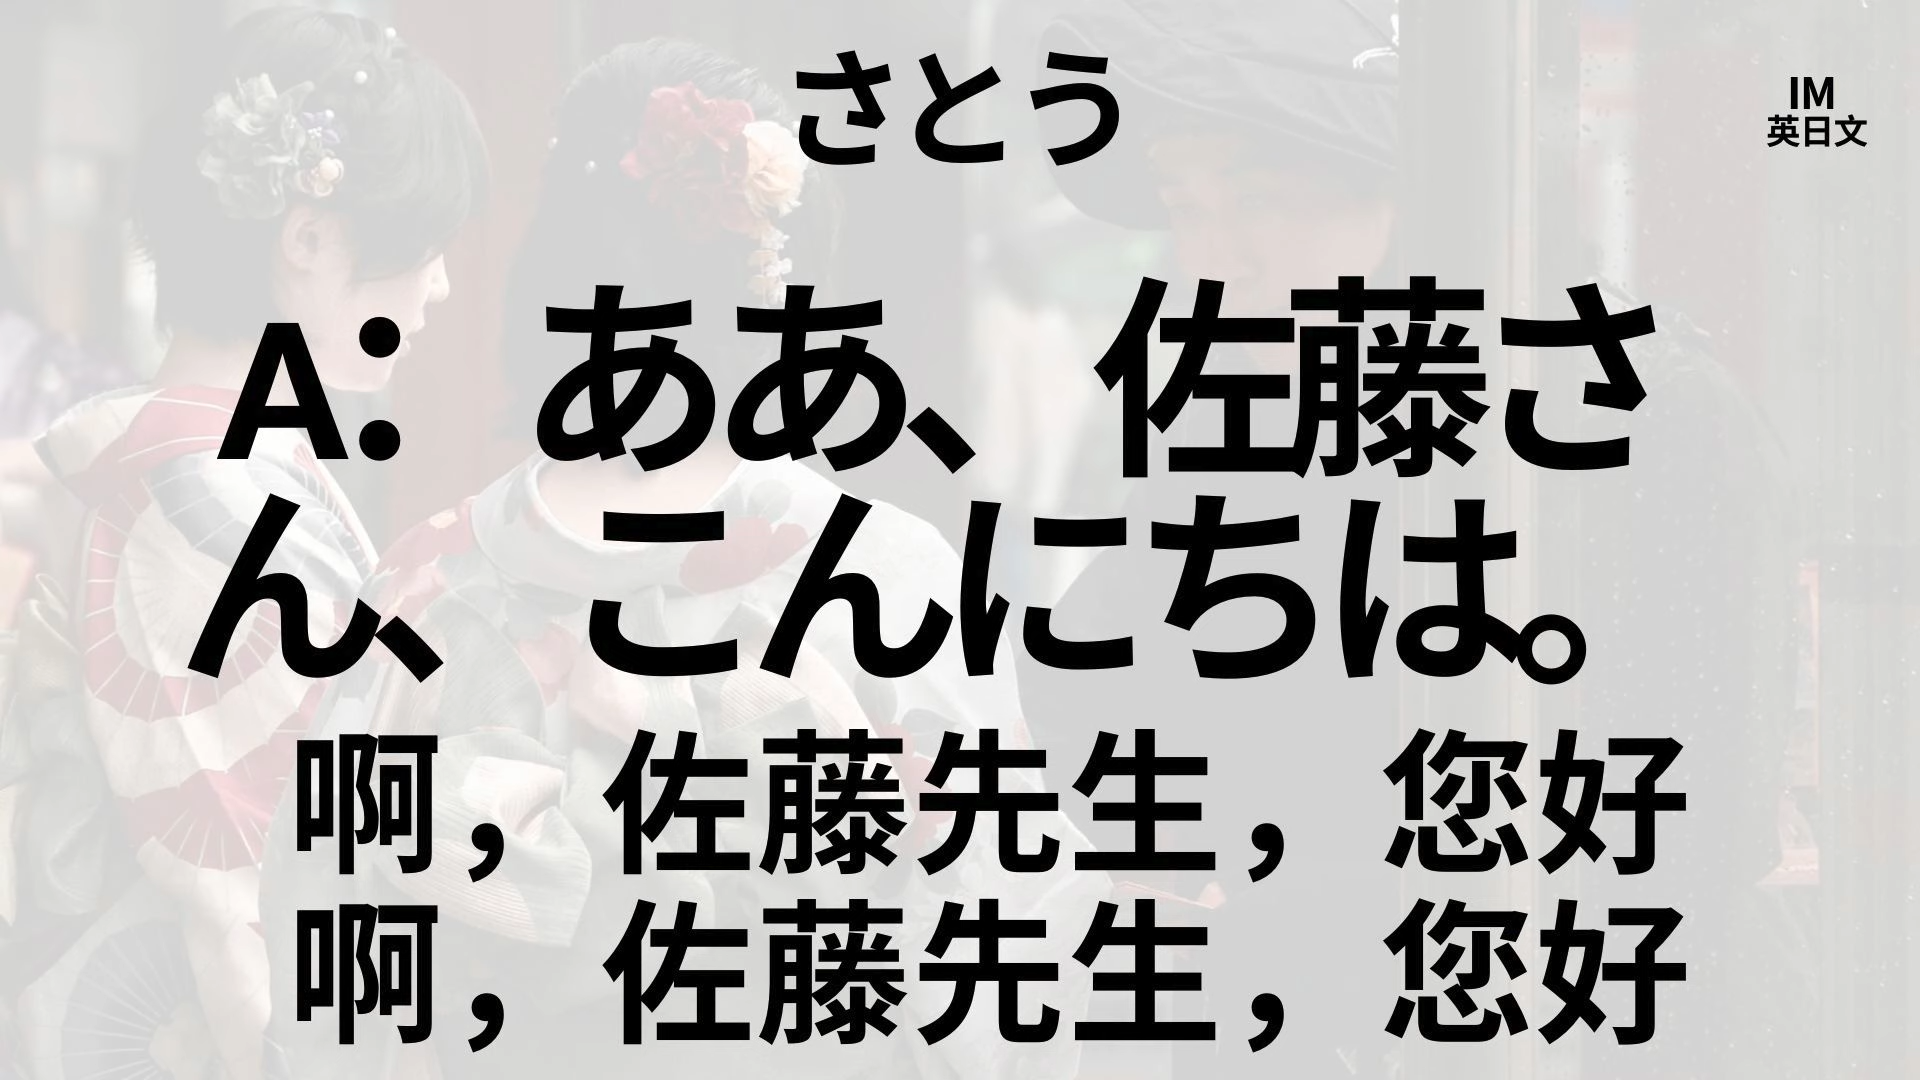 さとう
IM
英日文
A：ああ、佐藤さ
ん、こんにちは。
啊，佐藤先生，您好
啊，佐藤先生，您好